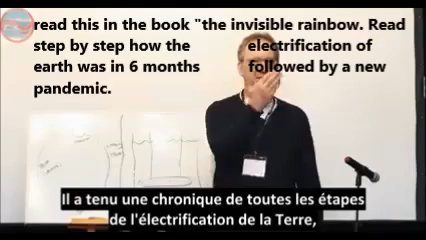 read this in the book "the invisible rainbow. Read
step by step how the electrification of
earth was in 6 months followed by a new
pandemic.
Il a tenu une chronique de toutes les étapes
de l'électrification de la Terre,